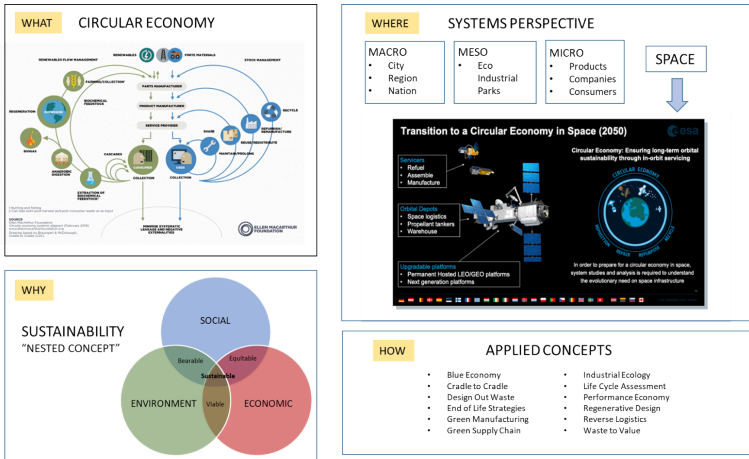 WHAT
CIRCULAR ECONOMY
RENEWABLES
FINITE MATERIALS
RENEWABLES FLOW MANAGEMENT
STOCK MANAGEMENT
FARMING/COLLECTION
PARTS MANUFACTURER
REGENERATION
BIOCHEMICAL
FEEDSTOCK
PRODUCT MANUFACTURER
RECYCLE
SERVICE PROVIDER
REFURBISH/
REMANUFACTURE
SHARE
REUSE/REDISTRIBUTE
BIOGAS
CASCADES
MAINTAIN/PROLONG
CONSUMER
USER
ANAEROBIC
DIGESTION
COLLECTION
COLLECTION
EXTRACTION OF
BIOCHEMICAL
FEEDSTOCK
MINIMISE SYSTEMATIC
LEAKAGE AND NEGATIVE
EXTERNALITIES
SOURCE
Ellen MacArthur Foundation
ELLEN MACARTHUR
FOUNDATION
WHY
SUSTAINABILITY
“NESTED CONCEPT”
SOCIAL
Bearable
Equitable
Sustainable
ENVIRONMENT
Viable
ECONOMIC
WHERE
SYSTEMS PERSPECTIVE
MACRO
• City
• Region
• Nation
MESO
• Eco
Industrial
Parks
MICRO
• Products
• Companies
• Consumers
SPACE
Transition to a Circular Economy in Space (2050)
esa
Servicers
• Refuel
• Assemble
• Manufacture
Orbital Depots
• Space logistics
• Propellant tankers
• Warehouse
Upgradable platforms
• Permanent Hosted LEO/GEO platforms
• Next generation platforms
Circular Economy: Ensuring long-term orbital
sustainability through in-orbit servicing
CIRCULAR ECONOMY
In order to prepare for a circular economy in space,
system studies and analysis is required to understand
the evolutionary need on space infrastructure
HOW
APPLIED CONCEPTS
• Blue Economy
• Cradle to Cradle
• Design Out Waste
• End of Life Strategies
• Green Manufacturing
• Green Supply Chain
• Industrial Ecology
• Life Cycle Assessment
• Performance Economy
• Regenerative Design
• Reverse Logistics
• Waste to Value